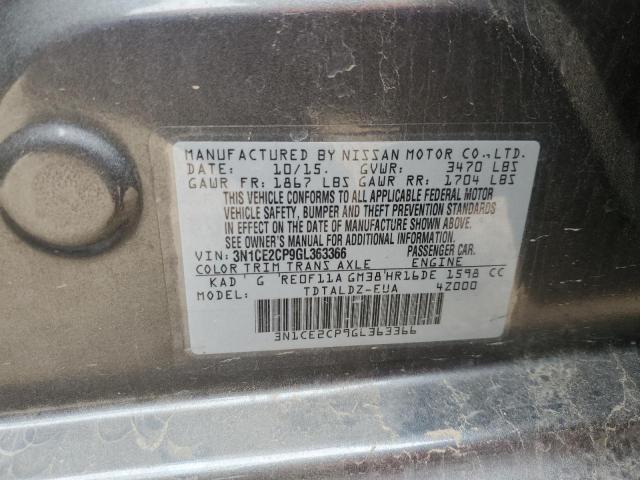 MANUFACTURED BY NISSAN MOTOR CO.,LTD.
DATE: 10/15. GVWR: 3470 LBS
GAWR FR: 1867 LBS GAWR RR: 1704 LBS
THIS VEHICLE CONFORMS TO ALL APPLICABLE FEDERAL MOTOR
VEHICLE SAFETY, BUMPER AND THEFT PREVENTION STANDARDS
IN EFFECT ON THE DATE OF MANUFACTURE SHOWN ABOVE.
SEE OWNER'S MANUAL FOR ADDITIONAL INFORMATION.
VIN: 3N1CE2CP9GL363366 PASSENGER CAR.
COLOR TRIM TRANS AXLE ENGINE
KAD G RE0F11A GM38 HR16DE 1598 CC
MODEL: TDTALDZ-EUA 42000
3N1CE2CP9GL363366